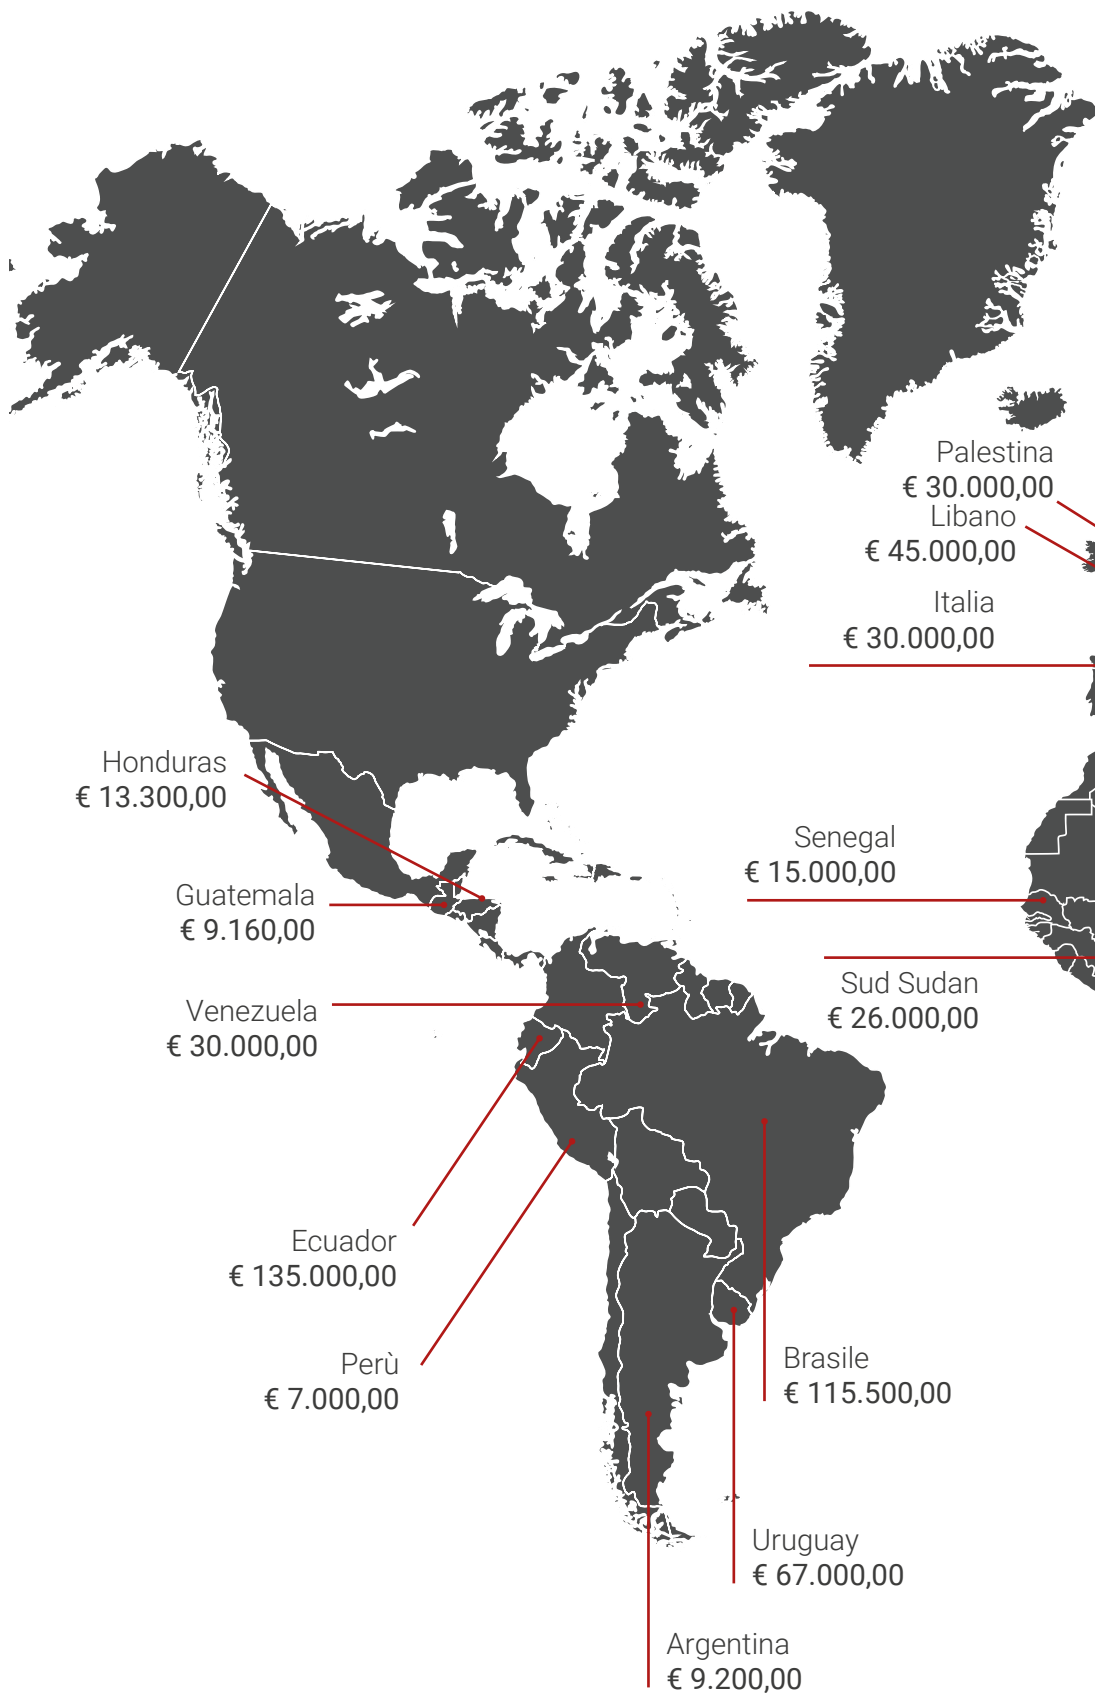 Palestina
€ 30.000,00
Libano
€ 45.000,00
Italia
€ 30.000,00
Honduras
€ 13.300,00
Senegal
€ 15.000,00
Guatemala
€ 9.160,00
Sud Sudan
€ 26.000,00
Venezuela
€ 30.000,00
Ecuador
€ 135.000,00
Perù
€ 7.000,00
Brasile
€ 115.500,00
Uruguay
€ 67.000,00
Argentina
€ 9.200,00